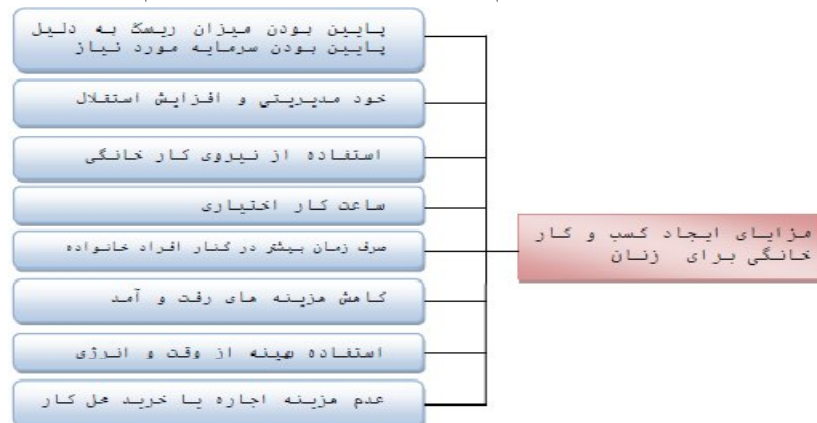 مزایای ایجاد کسب و کار
خانگی برای زنان
پایین بودن میزان ریسک به دلیل
پایین بودن سرمایه مورد نیاز
خود مدیریتی و افزایش استقلال
استفاده از نیروی کار خانگی
ساعت کار اختیاری
صرف زمان بیشتر در کنار افراد خانواده
کاهش هزینه های رفت و آمد
استفاده بهینه از وقت و انرژی
عدم هزینه اجاره یا خرید محل کار